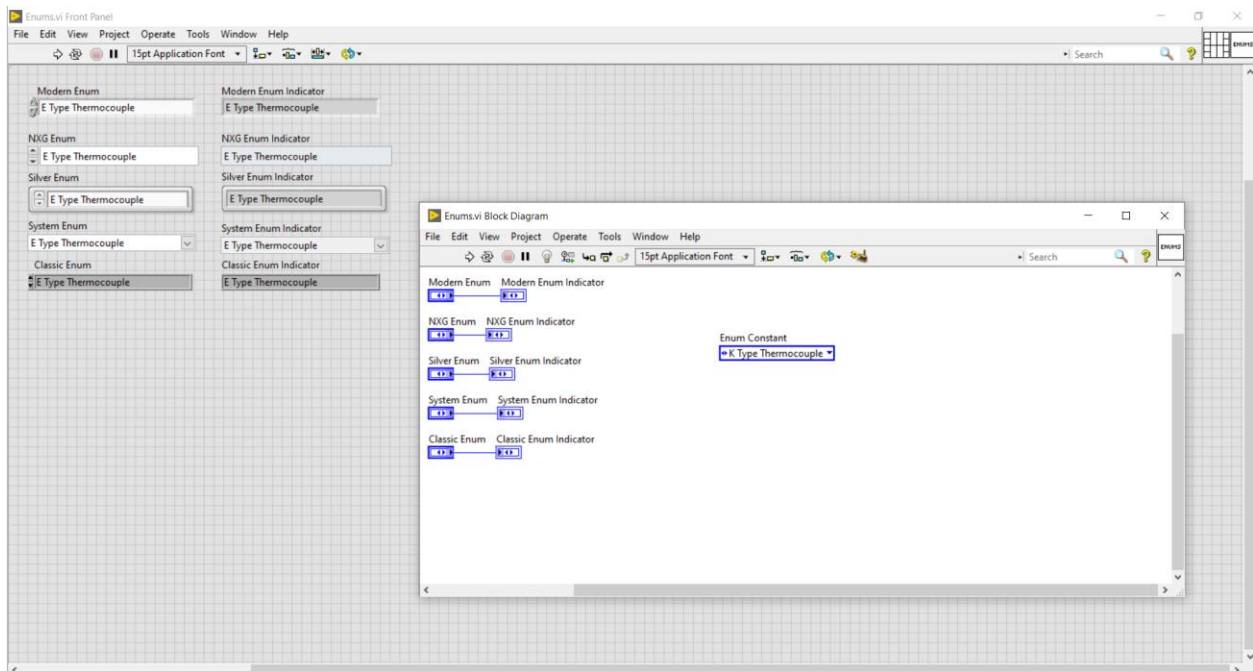 Enums.vi Front Panel
File Edit View Project Operate Tools Window Help
15pt Application Font
Search
ENUMS
Modern Enum Modern Enum Indicator
E Type Thermocouple E Type Thermocouple
NXG Enum NXG Enum Indicator
E Type Thermocouple E Type Thermocouple
Silver Enum Silver Enum Indicator
E Type Thermocouple E Type Thermocouple
System Enum System Enum Indicator
E Type Thermocouple E Type Thermocouple
Classic Enum Classic Enum Indicator
E Type Thermocouple E Type Thermocouple
Enums.vi Block Diagram
File Edit View Project Operate Tools Window Help
15pt Application Font
Search
ENUMS
Modern Enum Modern Enum Indicator
NXG Enum NXG Enum Indicator
Enum Constant
K Type Thermocouple
Silver Enum Silver Enum Indicator
System Enum System Enum Indicator
Classic Enum Classic Enum Indicator